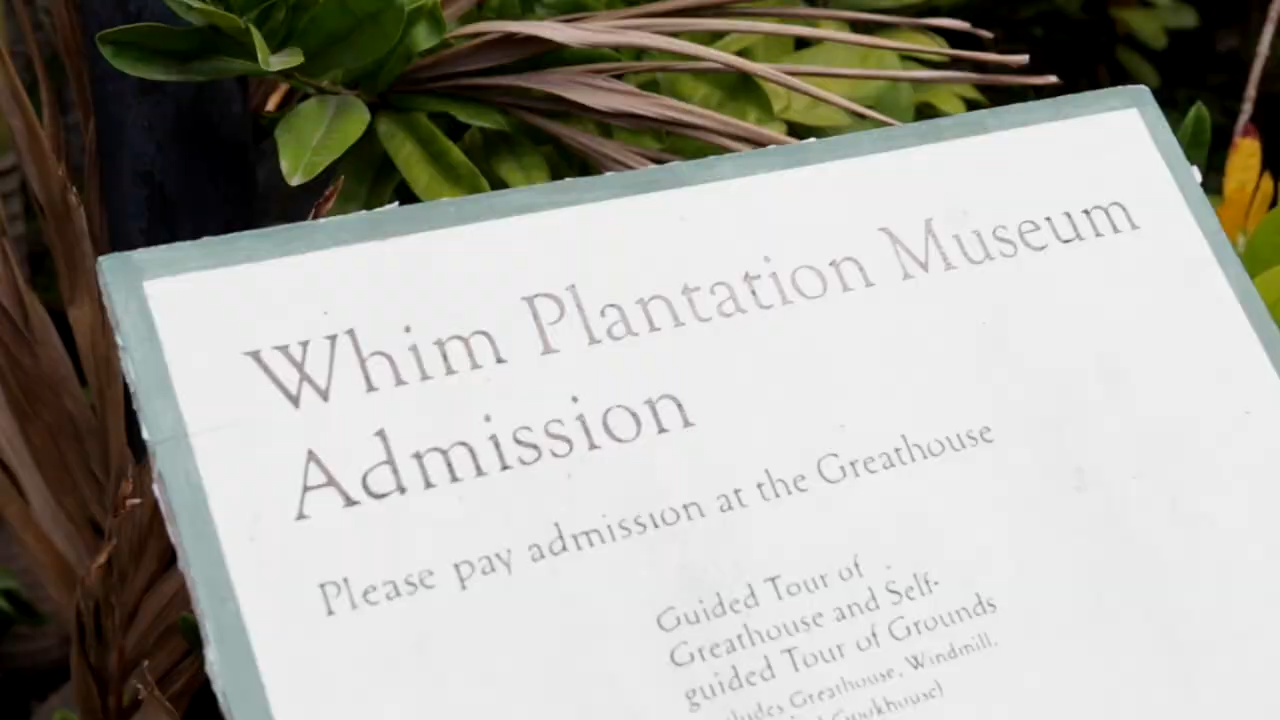 Whim Plantation Museum
Admission
Please pay admission at the Greathouse
Guided Tour of
Greathouse and Self-
guided Tour of Grounds
Greathouse, Windmill,
Cookhouse)